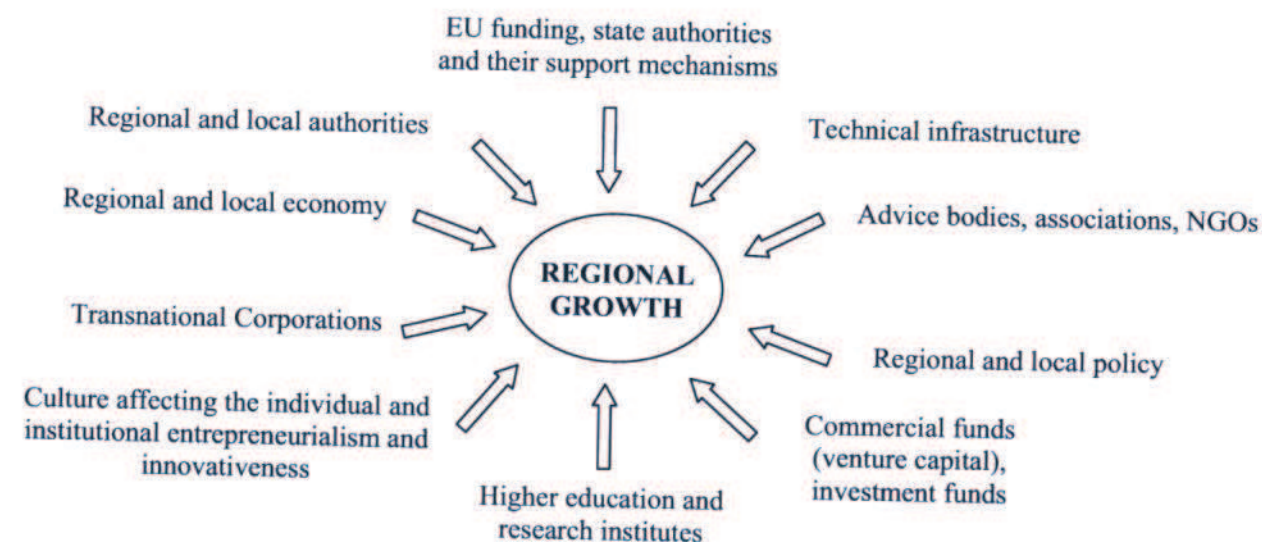 EU funding, state authorities
and their support mechanisms
Regional and local authorities
Technical infrastructure
Regional and local economy
Advice bodies, associations, NGOs
REGIONAL
GROWTH
Transnational Corporations
Regional and local policy
Culture affecting the individual and
institutional entrepreneurialism and
innovativeness
Commercial funds
(venture capital),
investment funds
Higher education and
research institutes